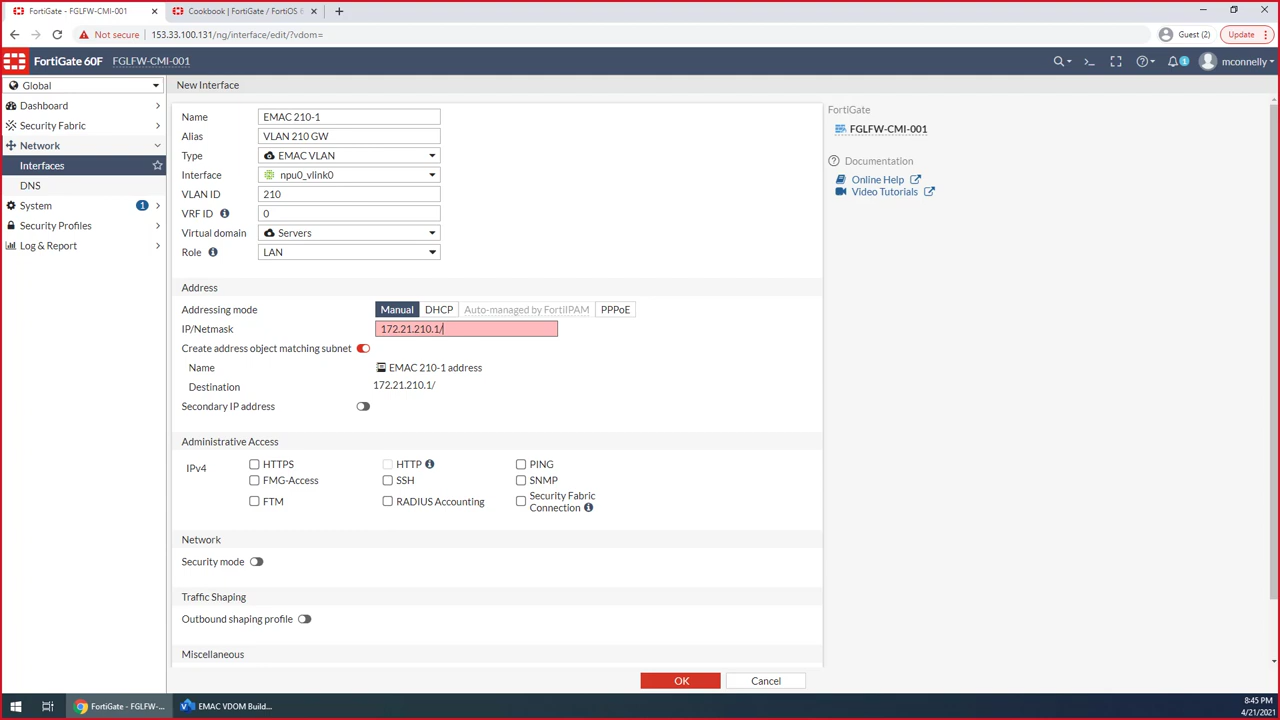 FortiGate - FGLFW-CMI-001
Cookbook | FortiGate / FortiOS 6
Not secure
153.33.100.131/ng/interface/edit/?vdom=
Guest (2)
Update
FortiGate 60F
FGLFW-CMI-001
1
mconnelly
Global
Dashboard
Security Fabric
Network
Interfaces
DNS
System
1
Security Profiles
Log & Report
New Interface
Name
EMAC 210-1
Alias
VLAN 210 GW
Type
EMAC VLAN
Interface
npu0_vlink0
VLAN ID
210
VRF ID
0
Virtual domain
Servers
Role
LAN
Address
Addressing mode
Manual
DHCP
Auto-managed by FortiIPAM
PPPoE
IP/Netmask
172.21.210.1/
Create address object matching subnet
Name
EMAC 210-1 address
Destination
172.21.210.1/
Secondary IP address
Administrative Access
IPv4
HTTPS
HTTP
PING
FMG-Access
SSH
SNMP
FTM
RADIUS Accounting
Security Fabric
Connection
Network
Security mode
Traffic Shaping
Outbound shaping profile
Miscellaneous
OK
Cancel
FortiGate
FGLFW-CMI-001
Documentation
Online Help
Video Tutorials
FortiGate - FGLFW-...
EMAC VDOM Build...
8:45 PM
4/21/2021